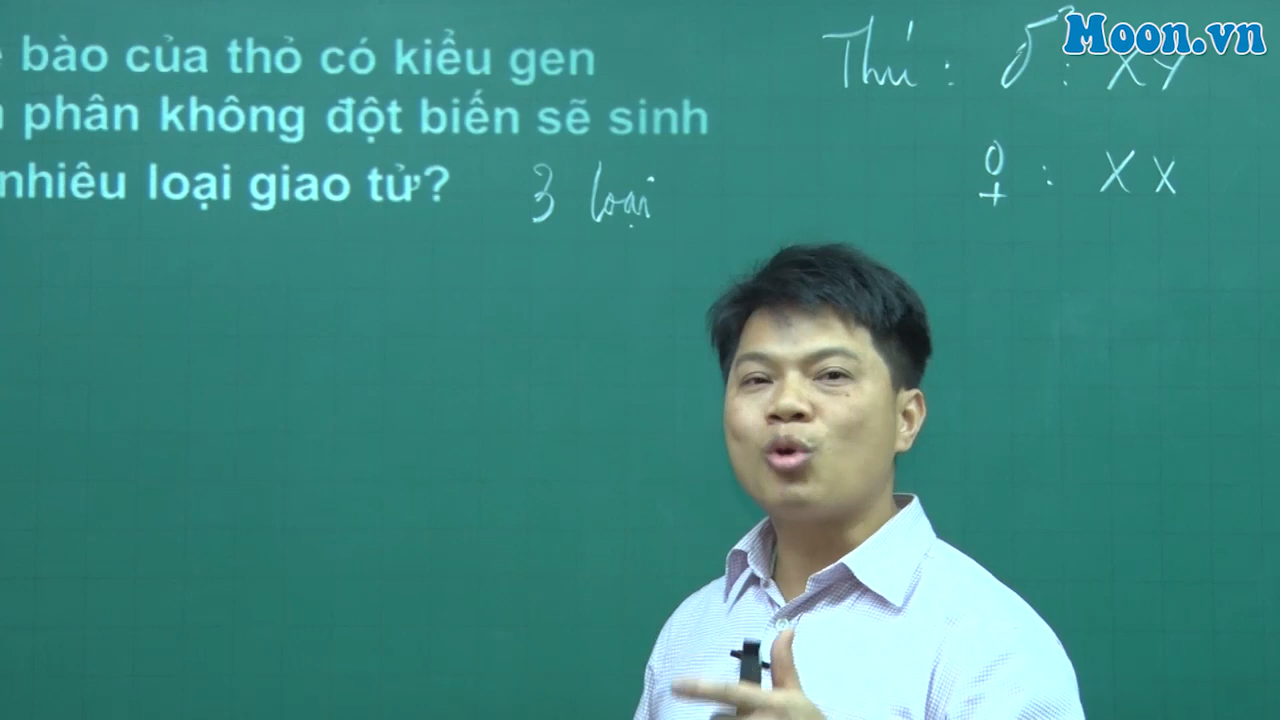 bào của thỏ có kiểu gen
phân không đột biến sẽ sinh
nhiêu loại giao tử? 3 loại
Thú : ♂ : XY
♀ : XX
Moon.vn